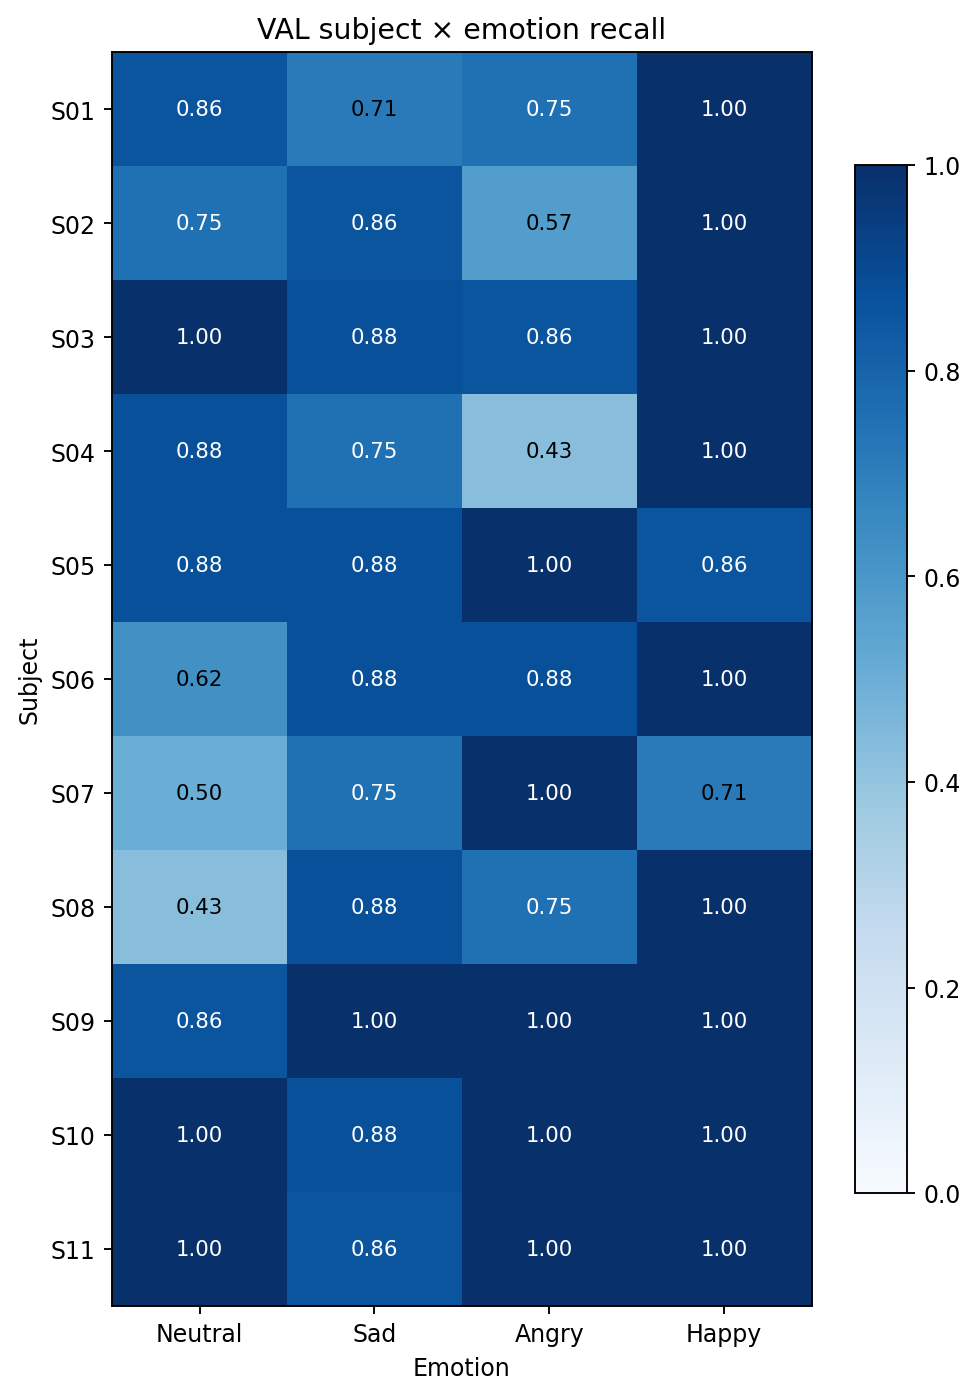 VAL subject × emotion recall
S01 0.86 0.71 0.75 1.00
S02 0.75 0.86 0.57 1.00
S03 1.00 0.88 0.86 1.00
S04 0.88 0.75 0.43 1.00
S05 0.88 0.88 1.00 0.86
S06 0.62 0.88 0.88 1.00
S07 0.50 0.75 1.00 0.71
S08 0.43 0.88 0.75 1.00
S09 0.86 1.00 1.00 1.00
S10 1.00 0.88 1.00 1.00
S11 1.00 0.86 1.00 1.00
Neutral Sad Angry Happy
Emotion
Subject
1.0
0.8
0.6
0.4
0.2
0.0